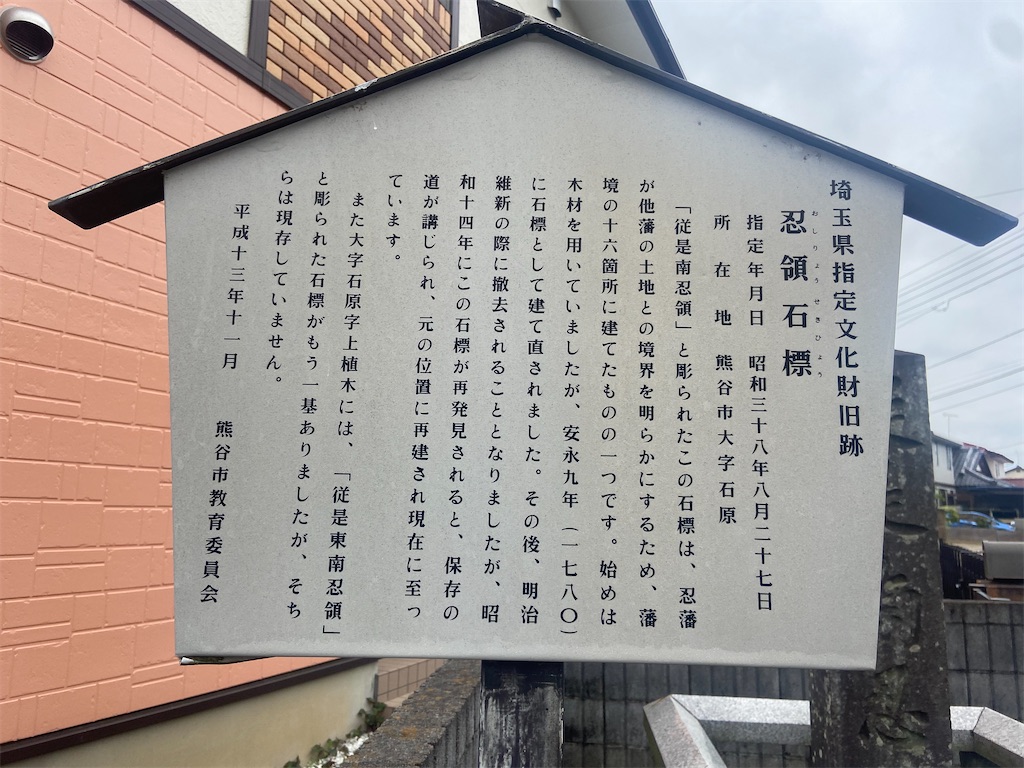 埼玉県指定文化財旧跡
忍領石標
おしりょうせきひょう
指定年月日　昭和三十八年八月二十七日
所在地　熊谷市大字石原
「従是南忍領」と彫られたこの石標は、忍藩
が他藩の土地との境界を明らかにするため、藩
境の十六箇所に建てたものの一つです。始めは
木材を用いていましたが、安永九年（一七八〇）
に石標として建て直されました。その後、明治
維新の際に撤去されることとなりましたが、昭
和十四年にこの石標が再発見されると、保存の
道が講じられ、元の位置に再建され現在に至っ
ています。
また大字石原字上植木には、「従是東南忍領」
と彫られた石標がもう一基ありましたが、そち
らは現存していません。
平成十三年十一月
熊谷市教育委員会